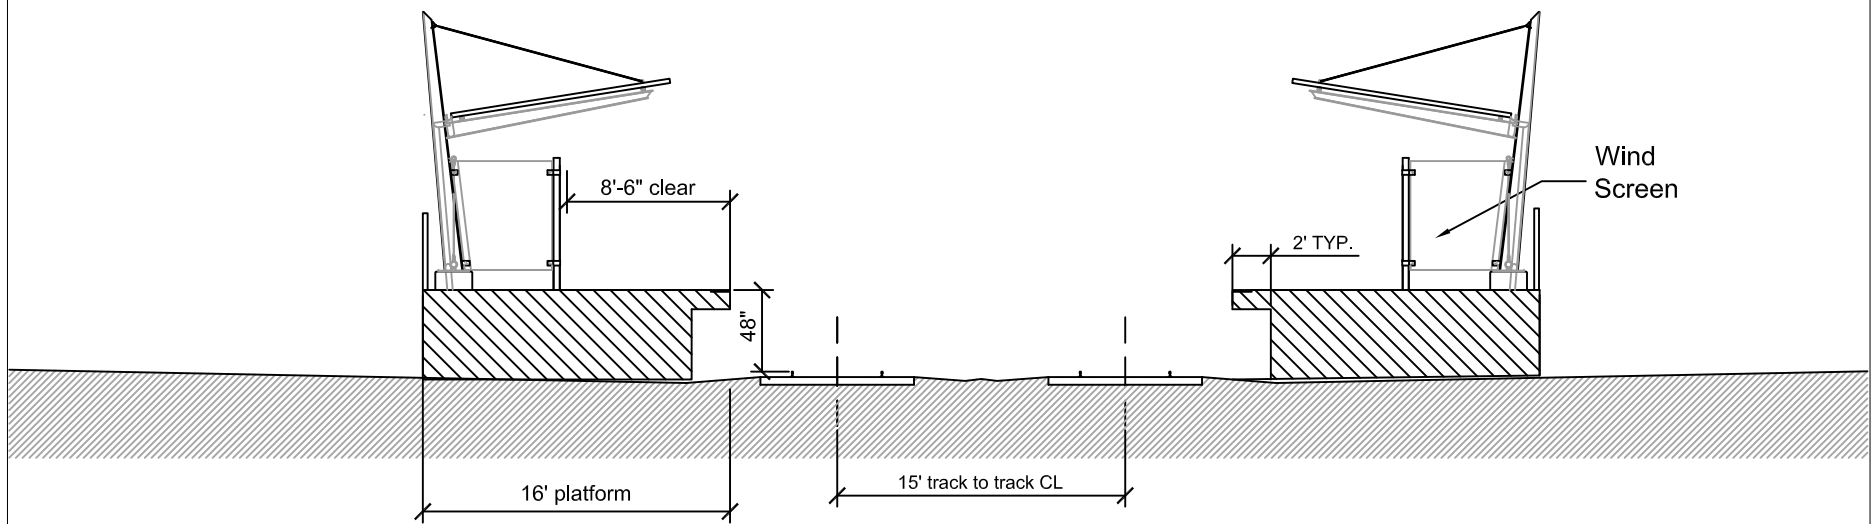 Wind
Screen
8'-6" clear
2' TYP.
48"
15' track to track CL
16' platform